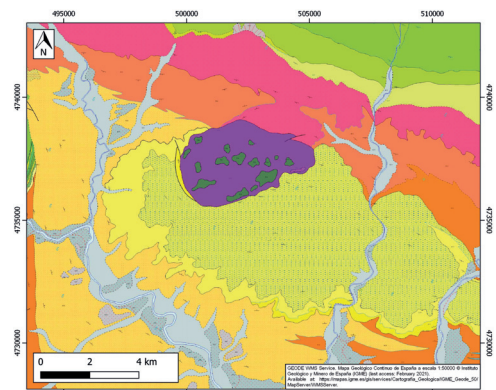 495000 500000 505000 510000
N
4740000 4740000
4735000 4735000
4730000 4730000
0 2 4 km
GEODE WMS Service. Mapa Geológico Continuo de España a escala 1:50000 © Instituto
Geológico y Minero de España (IGME) (last access: February 2021).
Available at: https://mapas.igme.es/gis/services/Cartografia_Geologica/IGME_Geode_50/
MapServer/WMSServer.